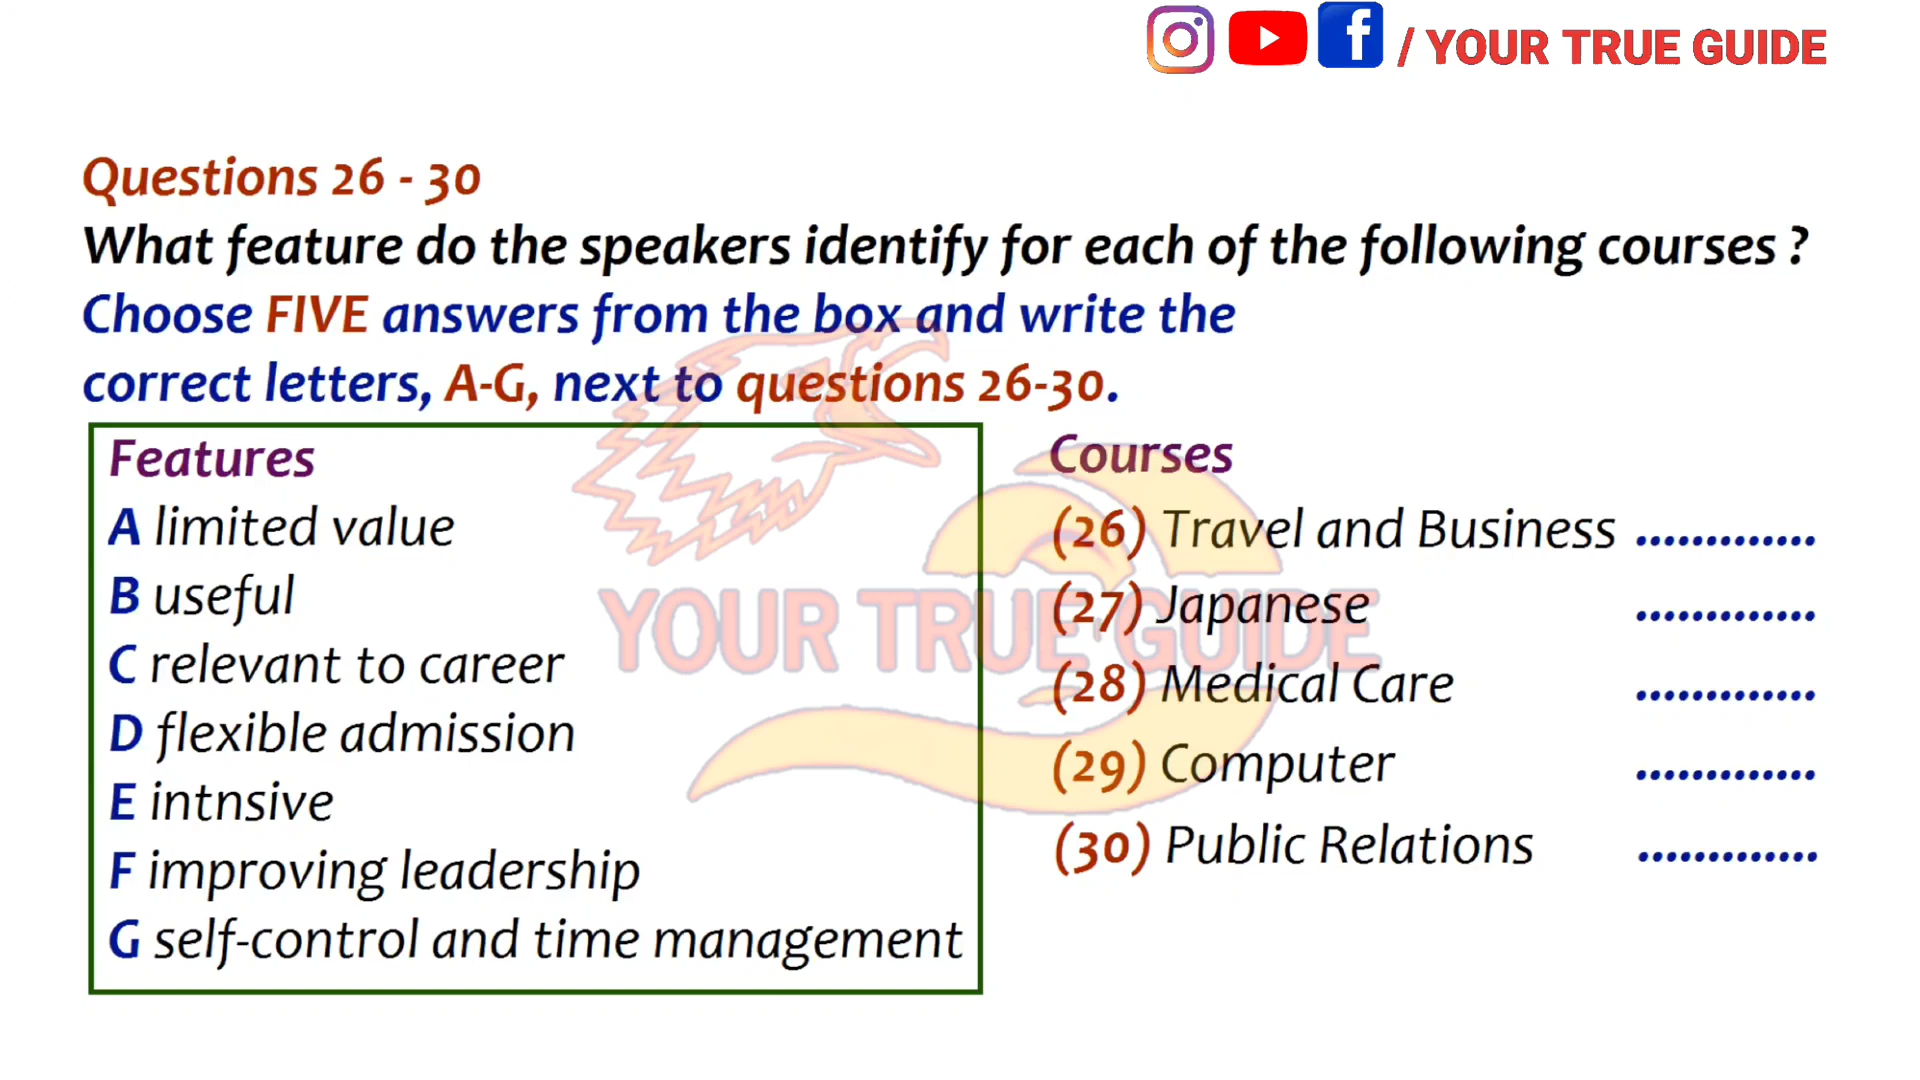 / YOUR TRUE GUIDE
Questions 26 - 30
What feature do the speakers identify for each of the following courses ?
Choose FIVE answers from the box and write the
correct letters, A-G, next to questions 26-30.
Features
A limited value
B useful
C relevant to career
D flexible admission
E intnsive
F improving leadership
G self-control and time management
Courses
(26) Travel and Business .............
(27) Japanese .............
(28) Medical Care .............
(29) Computer .............
(30) Public Relations .............
YOUR TRUE GUIDE